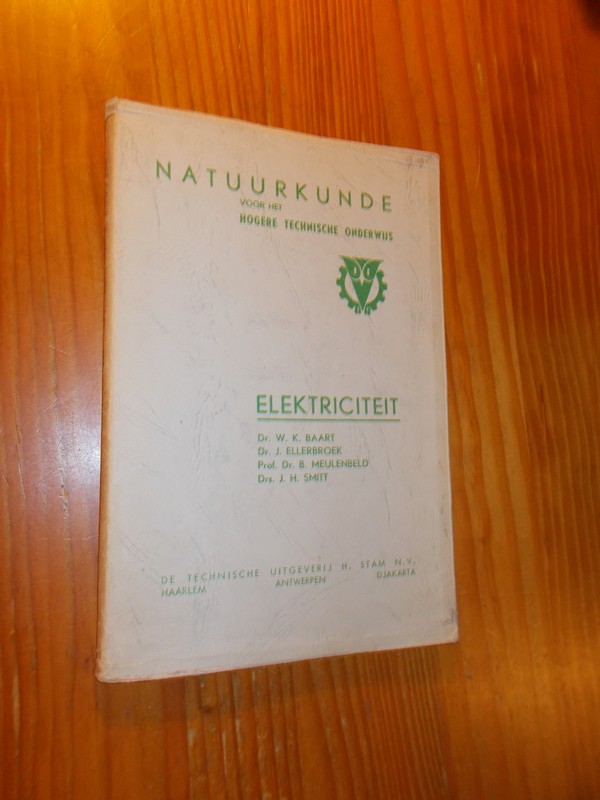 NATUURKUNDE
VOOR HET
HOGERE TECHNISCHE ONDERWIJS
ELEKTRICITEIT
Dr. W. K. BAART
Dr. J. ELLERBROEK
Prof. Dr. B. MEULENBELD
Drs. J. H. SMITT
DE TECHNISCHE UITGEVERIJ H. STAM N.V.
HAARLEM ANTWERPEN DJAKARTA